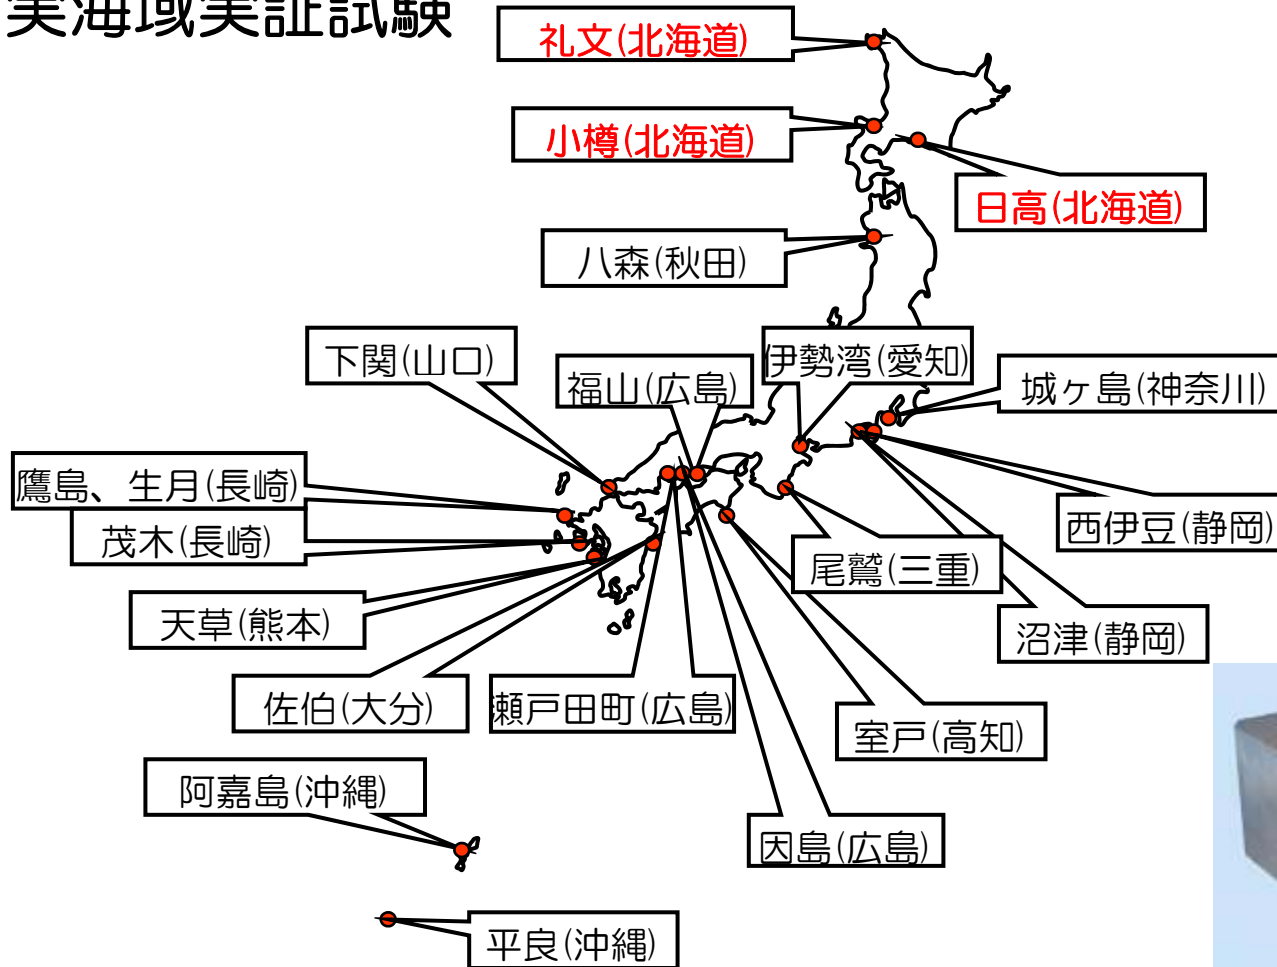 実海域実証試験
礼文(北海道)
小樽(北海道)
日高(北海道)
八森(秋田)
下関(山口)
福山(広島)
伊勢湾(愛知)
城ヶ島(神奈川)
鷹島、生月(長崎)
茂木(長崎)
西伊豆(静岡)
尾鷲(三重)
天草(熊本)
沼津(静岡)
佐伯(大分)
瀬戸田町(広島)
室戸(高知)
阿嘉島(沖縄)
因島(広島)
平良(沖縄)